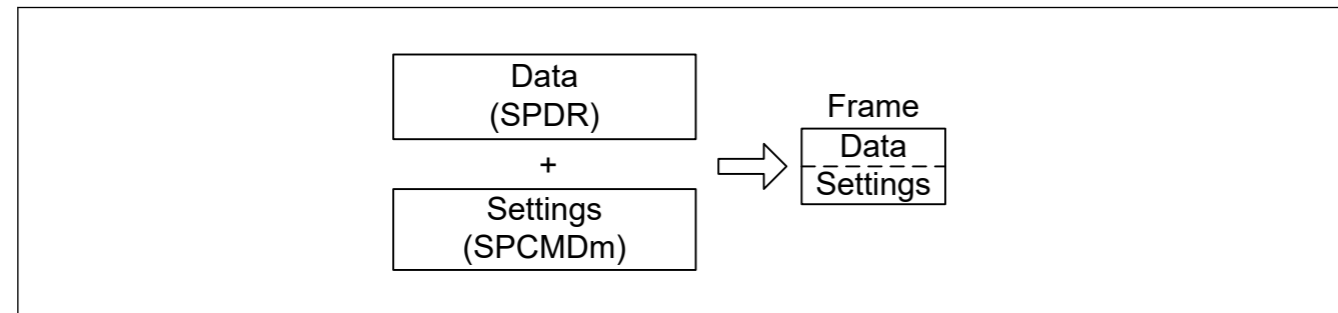 Data
(SPDR)
+
Settings
(SPCMDm)
Frame
Data
Settings